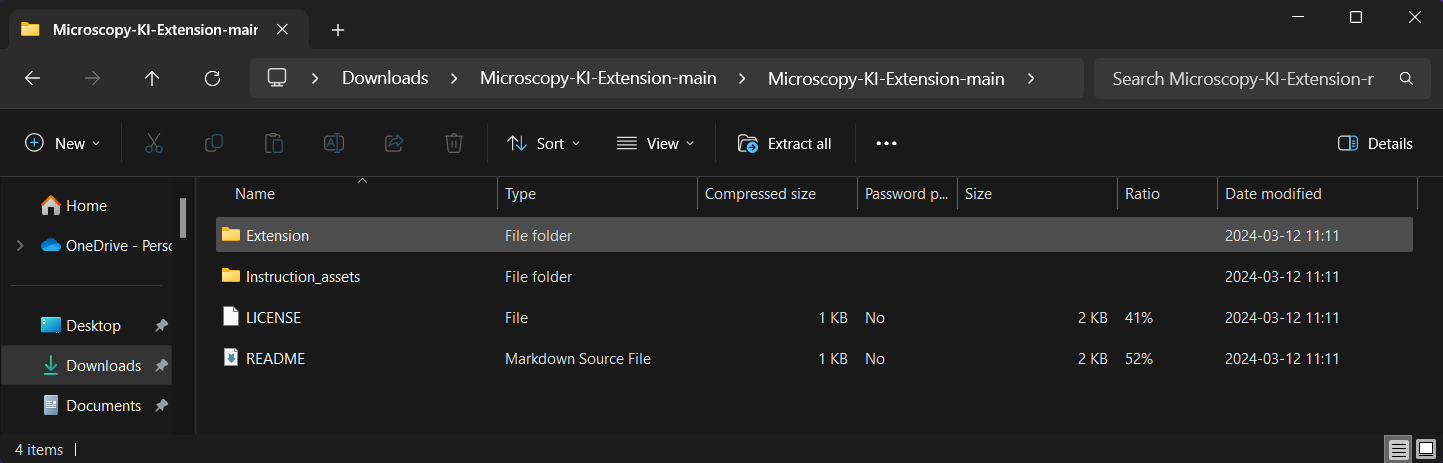 Microscopy-KI-Extension-mair
Downloads
Microscopy-KI-Extension-main
Microscopy-KI-Extension-main
Search Microscopy-KI-Extension-r
New
Sort
View
Extract all
Details
Name Type Compressed size Password p... Size Ratio Date modified
Home
OneDrive - Persc
Desktop
Downloads
Documents
Extension File folder 2024-03-12 11:11
Instruction_assets File folder 2024-03-12 11:11
LICENSE File 1 KB No 2 KB 41% 2024-03-12 11:11
README Markdown Source File 1 KB No 2 KB 52% 2024-03-12 11:11
4 items